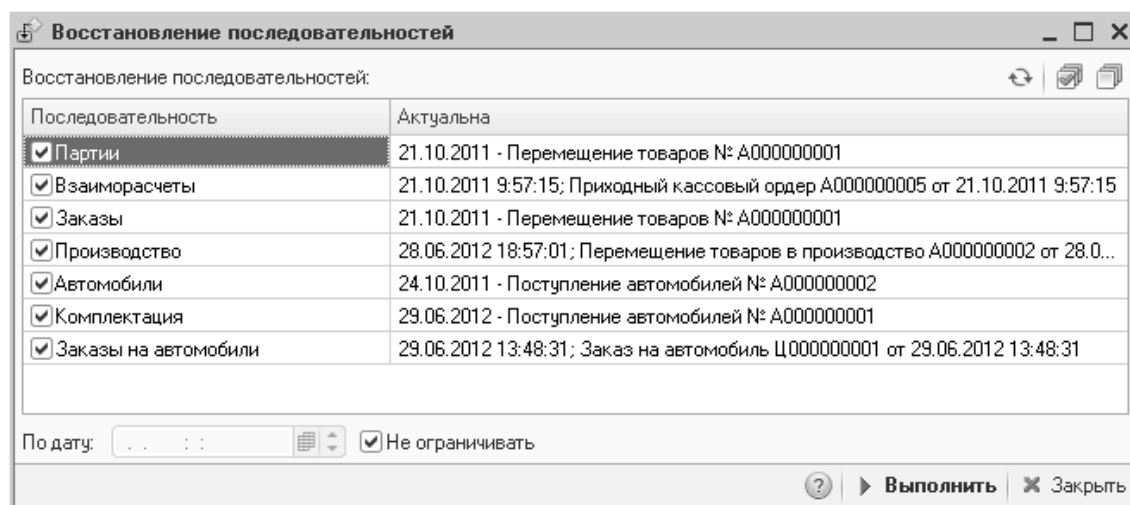 Восстановление последовательностей
Восстановление последовательностей:
Последовательность Актуальна
Партии 21.10.2011 - Перемещение товаров № А000000001
Взаиморасчеты 21.10.2011 9:57:15; Приходный кассовый ордер А000000005 от 21.10.2011 9:57:15
Заказы 21.10.2011 - Перемещение товаров № А000000001
Производство 28.06.2012 18:57:01; Перемещение товаров в производство А000000002 от 28.0...
Автомобили 24.10.2011 - Поступление автомобилей № А000000002
Комплектация 29.06.2012 - Поступление автомобилей № А000000001
Заказы на автомобили 29.06.2012 13:48:31; Заказ на автомобиль Ц000000001 от 29.06.2012 13:48:31
По дату: . . : : Не ограничивать
? Выполнить Закрыть